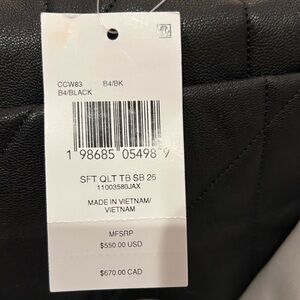 CCW83 B4/BK
B4/BLACK
1 98685 05498 9
SFT QLT TB SB 26
11003580JAX
MADE IN VIETNAM/
VIETNAM
MFSRP
$550.00 USD
$670.00 CAD